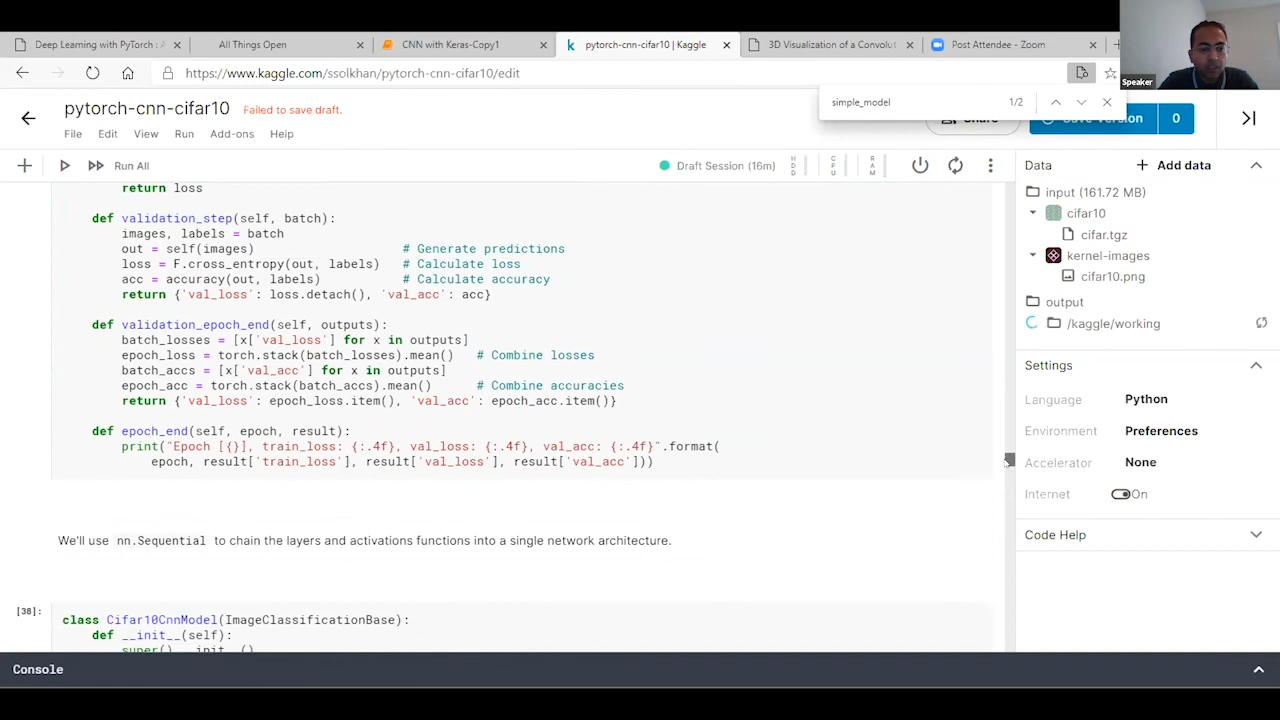 Deep Learning with PyTorch : A
All Things Open
CNN with Keras-Copy1
pytorch-cnn-cifar10 | Kaggle
3D Visualization of a Convolut
Post Attendee - Zoom
https://www.kaggle.com/ssolkhan/pytorch-cnn-cifar10/edit
Speaker
simple_model 1/2
pytorch-cnn-cifar10 Failed to save draft.
Share
Save Version 0
File Edit View Run Add-ons Help
Run All
Draft Session (16m)
HDD
CPU
RAM
Data
Add data
input (161.72 MB)
cifar10
cifar.tgz
kernel-images
cifar10.png
output
/kaggle/working
Settings
Language Python
Environment Preferences
Accelerator None
Internet On
Code Help
return loss
def validation_step(self, batch):
images, labels = batch
out = self(images) # Generate predictions
loss = F.cross_entropy(out, labels) # Calculate loss
acc = accuracy(out, labels) # Calculate accuracy
return {'val_loss': loss.detach(), 'val_acc': acc}
def validation_epoch_end(self, outputs):
batch_losses = [x['val_loss'] for x in outputs]
epoch_loss = torch.stack(batch_losses).mean() # Combine losses
batch_accs = [x['val_acc'] for x in outputs]
epoch_acc = torch.stack(batch_accs).mean() # Combine accuracies
return {'val_loss': epoch_loss.item(), 'val_acc': epoch_acc.item()}
def epoch_end(self, epoch, result):
print("Epoch [{}], train_loss: {:.4f}, val_loss: {:.4f}, val_acc: {:.4f}".format(
epoch, result['train_loss'], result['val_loss'], result['val_acc']))
We'll use nn.Sequential to chain the layers and activations functions into a single network architecture.
[38]:
class Cifar10CnnModel(ImageClassificationBase):
def __init__(self):
super().__init__()
Console